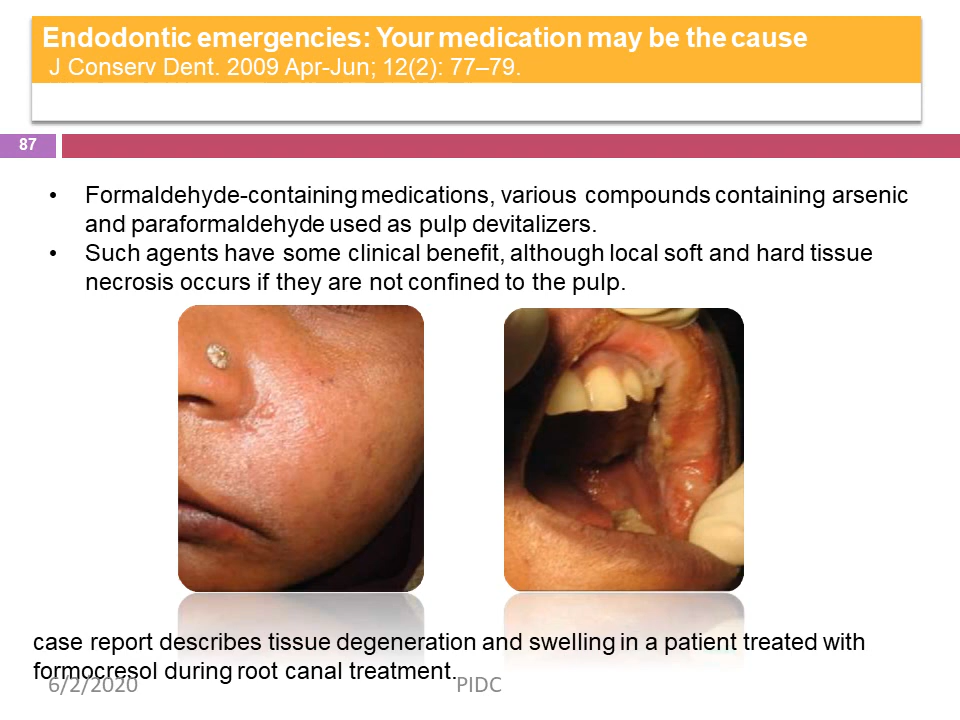 Endodontic emergencies: Your medication may be the cause
J Conserv Dent. 2009 Apr-Jun; 12(2): 77–79.
87
• Formaldehyde-containing medications, various compounds containing arsenic
and paraformaldehyde used as pulp devitalizers.
• Such agents have some clinical benefit, although local soft and hard tissue
necrosis occurs if they are not confined to the pulp.
case report describes tissue degeneration and swelling in a patient treated with
formocresol during root canal treatment.
6/2/2020
PIDC